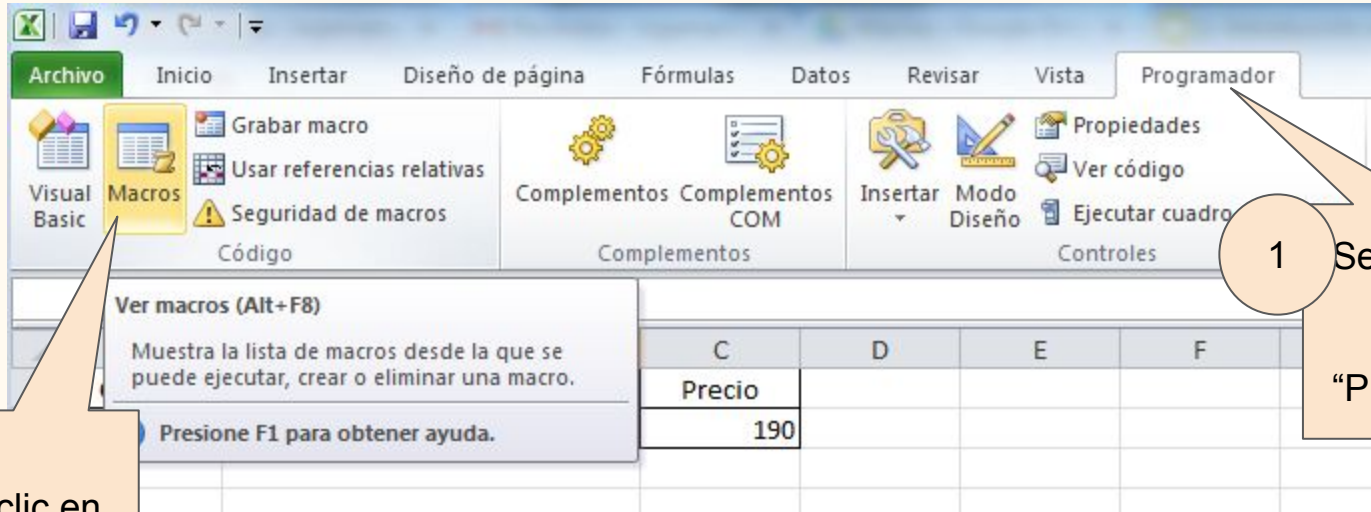 Archivo Inicio Insertar Diseño de página Fórmulas Datos Revisar Vista Programador
Visual Basic
Macros
Grabar macro
Usar referencias relativas
Seguridad de macros
Código
Complementos
Complementos COM
Complementos
Insertar
Modo Diseño
Propiedades
Ver código
Ejecutar cuadro
Controles
1
Se
“P
Ver macros (Alt+F8)
Muestra la lista de macros desde la que se
puede ejecutar, crear o eliminar una macro.
Presione F1 para obtener ayuda.
C D E F
Precio
190
clic en